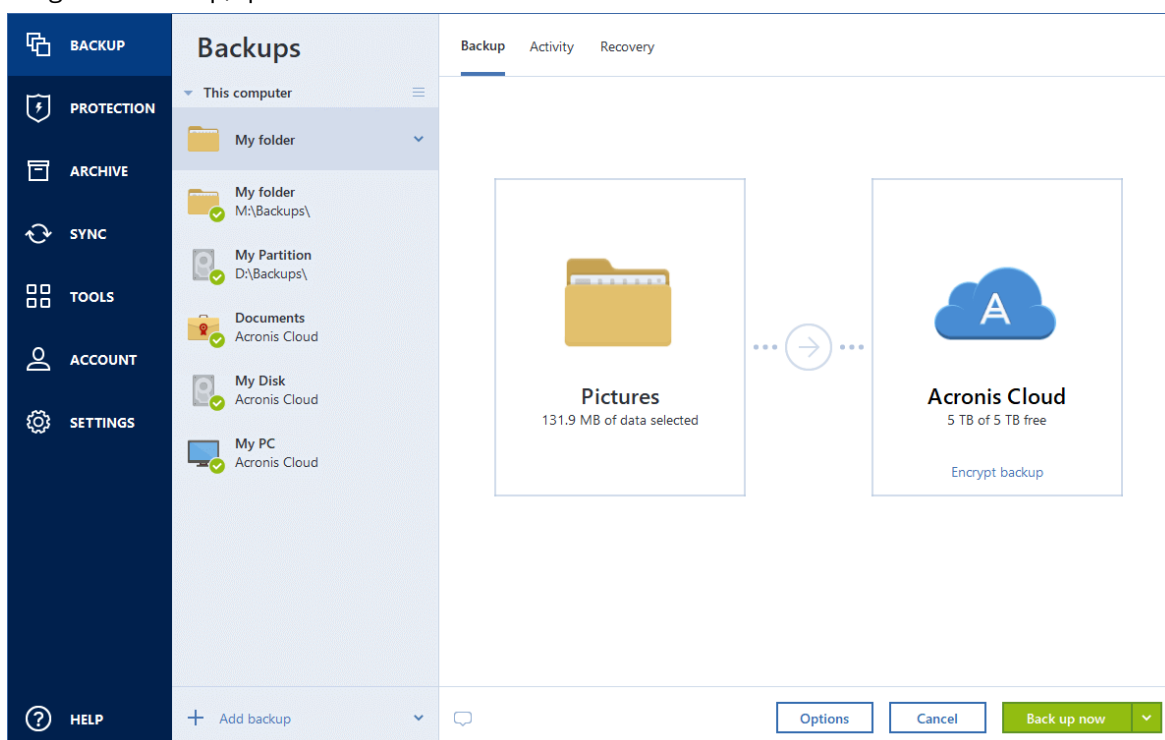 BACKUP
PROTECTION
ARCHIVE
SYNC
TOOLS
ACCOUNT
SETTINGS
HELP
Backups
This computer
My folder
My folder
M:\Backups\
My Partition
D:\Backups\
Documents
Acronis Cloud
My Disk
Acronis Cloud
My PC
Acronis Cloud
Add backup
Backup Activity Recovery
Pictures
131.9 MB of data selected
A
Acronis Cloud
5 TB of 5 TB free
Encrypt backup
Options Cancel Back up now